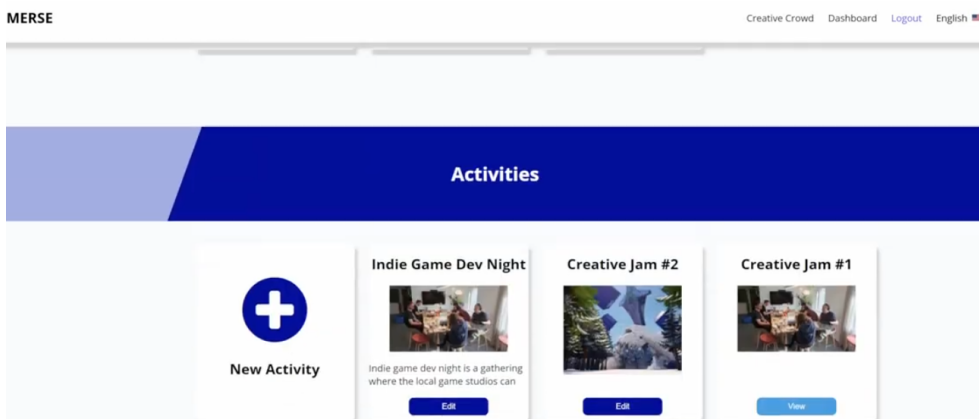 MERSE
Creative Crowd Dashboard Logout English
Activities
New Activity
Indie Game Dev Night
Indie game dev night is a gathering
where the local game studios can
Edit
Creative Jam #2
Edit
Creative Jam #1
View